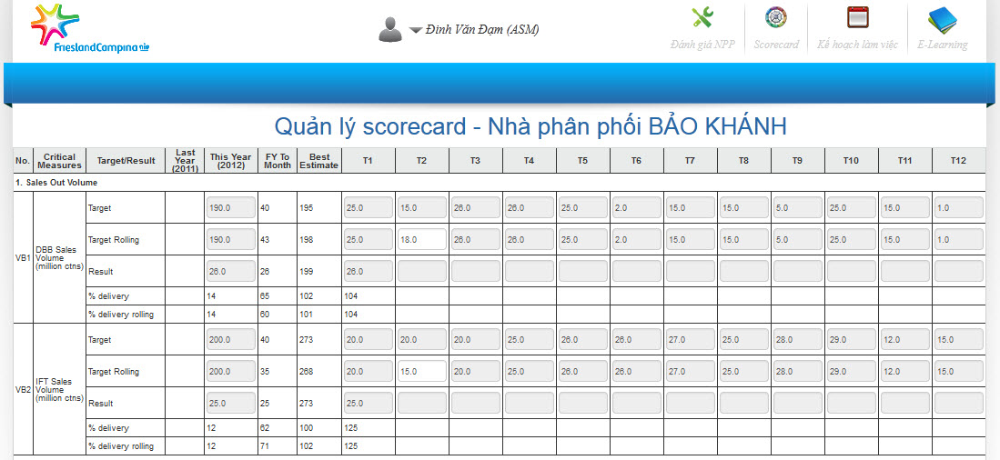 FrieslandCampina
Đinh Văn Đạm (ASM)
Đánh giá NPP
Scorecard
Kế hoạch làm việc
E-Learning
Quản lý scorecard - Nhà phân phối BẢO KHÁNH
No. Critical Measures Target/Result Last Year (2011) This Year (2012) FY To Month Best Estimate T1 T2 T3 T4 T5 T6 T7 T8 T9 T10 T11 T12
1. Sales Out Volume
VB1 DBB Sales Volume (million ctns)
Target 190.0 40 195 25.0 15.0 26.0 26.0 25.0 2.0 15.0 15.0 5.0 25.0 15.0 1.0
Target Rolling 190.0 43 198 25.0 18.0 26.0 26.0 25.0 2.0 15.0 15.0 5.0 25.0 15.0 1.0
Result 26.0 26 199 26.0
% delivery 14 65 102 104
% delivery rolling 14 60 101 104
VB2 IFT Sales Volume (million ctns)
Target 200.0 40 273 20.0 20.0 20.0 25.0 26.0 26.0 27.0 25.0 28.0 29.0 12.0 15.0
Target Rolling 200.0 35 268 20.0 15.0 20.0 25.0 26.0 26.0 27.0 25.0 28.0 29.0 12.0 15.0
Result 25.0 25 273 25.0
% delivery 12 62 100 125
% delivery rolling 12 71 102 125